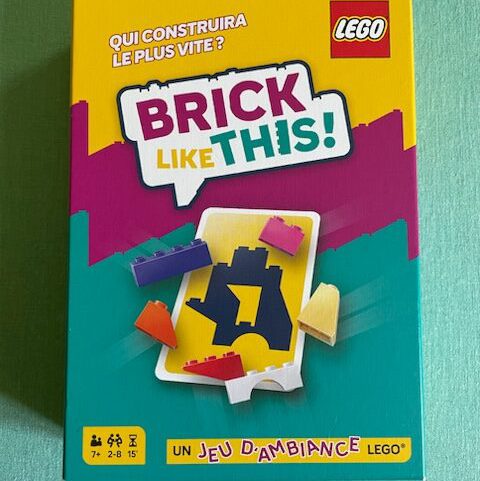 QUI CONSTRUIRA
LE PLUS VITE ?
LEGO
BRICK
LIKE THIS!
7+ 2-8 15'
UN JEU D'AMBIANCE LEGO®